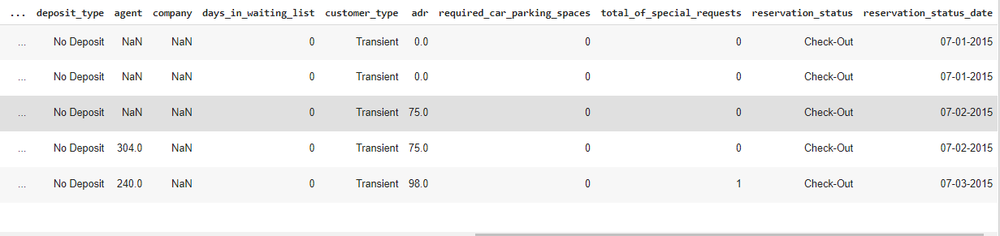 ... deposit_type agent company days_in_waiting_list customer_type adr required_car_parking_spaces total_of_special_requests reservation_status reservation_status_date
... No Deposit NaN NaN 0 Transient 0.0 0 0 Check-Out 07-01-2015
... No Deposit NaN NaN 0 Transient 0.0 0 0 Check-Out 07-01-2015
... No Deposit NaN NaN 0 Transient 75.0 0 0 Check-Out 07-02-2015
... No Deposit 304.0 NaN 0 Transient 75.0 0 0 Check-Out 07-02-2015
... No Deposit 240.0 NaN 0 Transient 98.0 0 1 Check-Out 07-03-2015